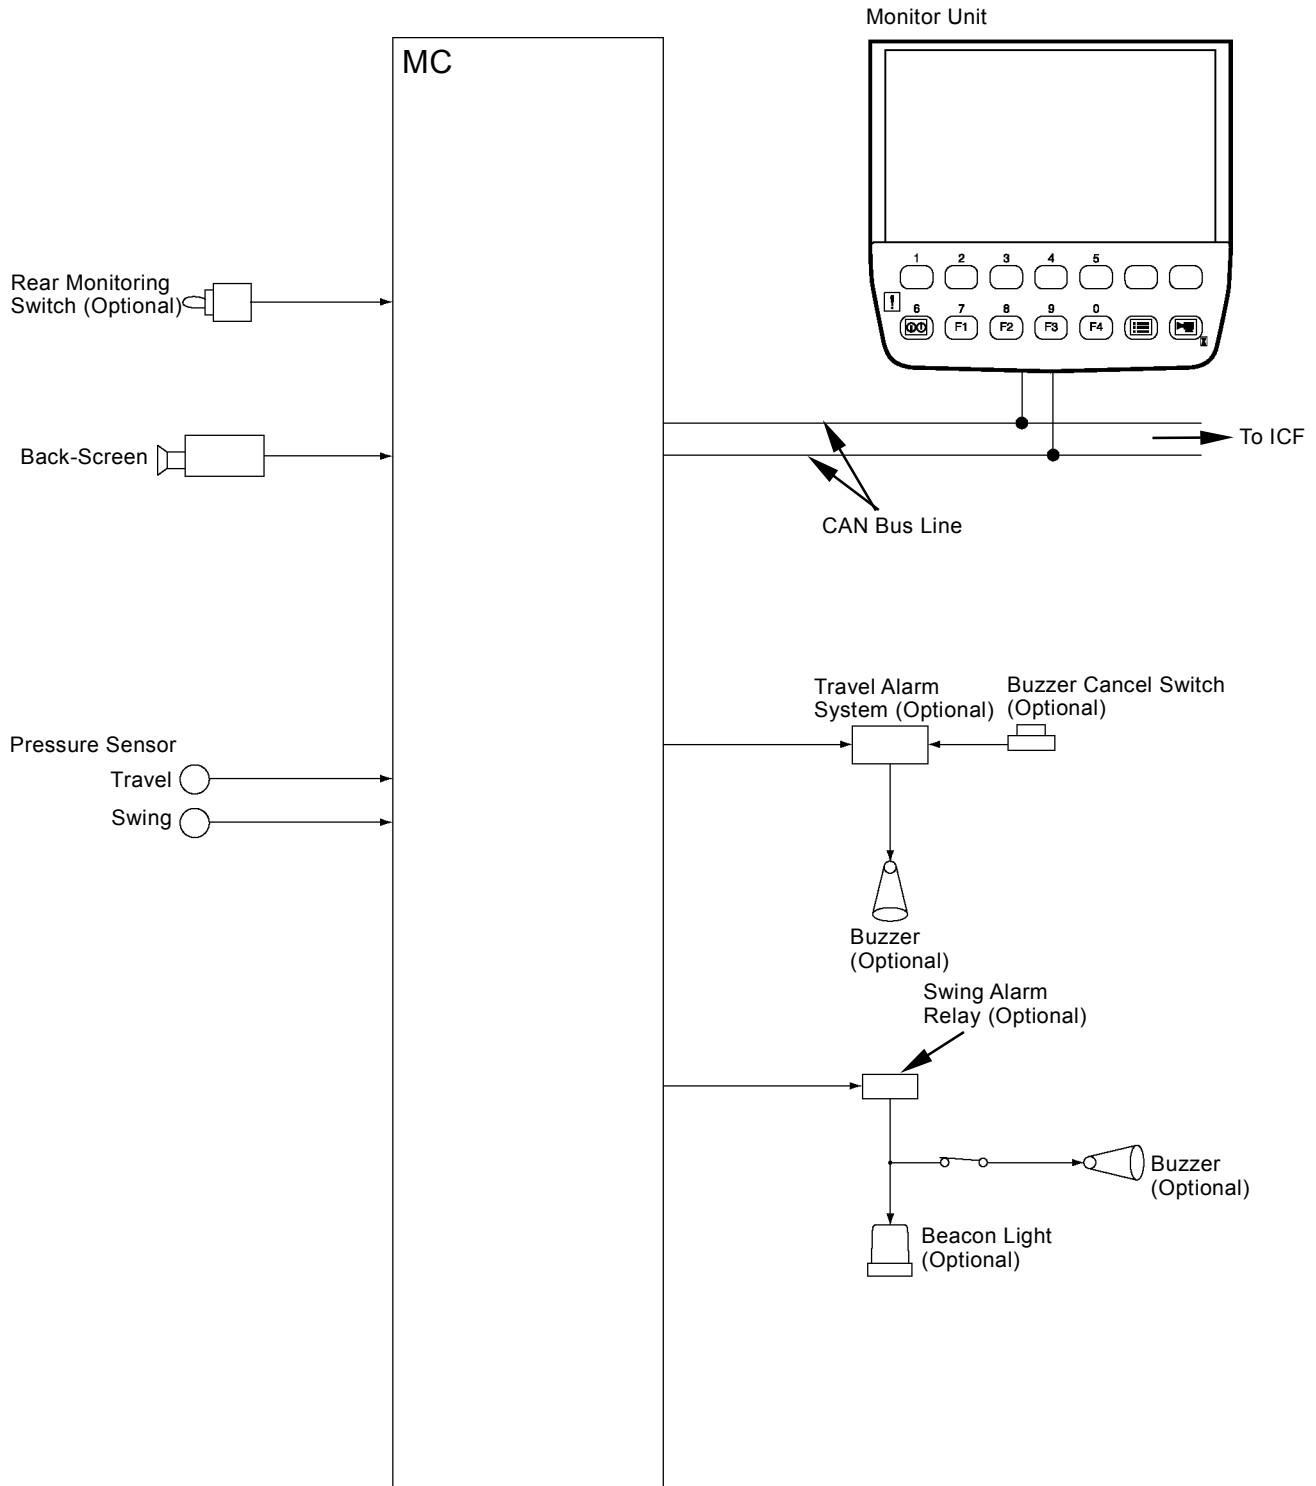 Monitor Unit
MC
1 2 3 4 5
!
6 7 8 9 0
F1 F2 F3 F4
Rear Monitoring
Switch (Optional)
Back-Screen
To ICF
CAN Bus Line
Travel Alarm
System (Optional)
Buzzer Cancel Switch
(Optional)
Pressure Sensor
Travel
Swing
Buzzer
(Optional)
Swing Alarm
Relay (Optional)
Buzzer
(Optional)
Beacon Light
(Optional)